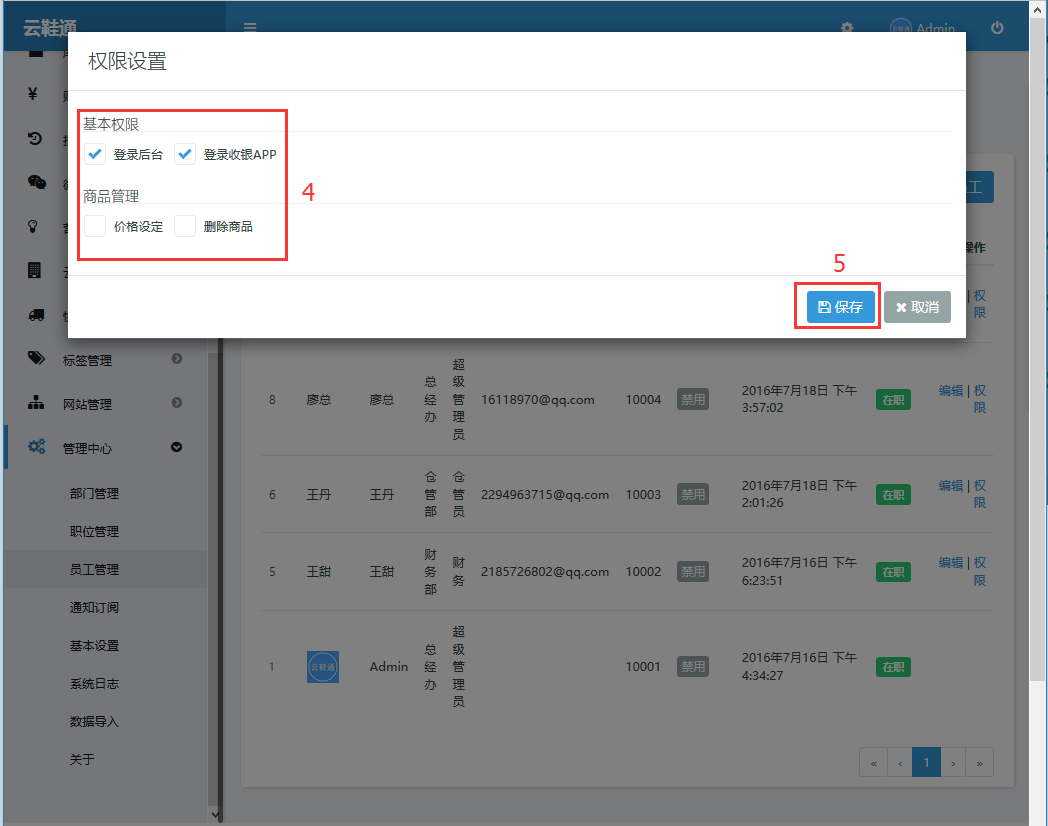 云鞋通
Admin
权限设置
基本权限
登录后台 登录收银APP
商品管理
价格设定 删除商品
4
5
保存 取消
操作
权
限
标签管理
网站管理
管理中心
部门管理
职位管理
员工管理
通知订阅
基本设置
系统日志
数据导入
关于
8 廖总 廖总 总经办 超级管理员 16118970@qq.com 10004 禁用 2016年7月18日 下午 3:57:02 在职 编辑 | 权限
6 王丹 王丹 仓管部 仓管员 2294963715@qq.com 10003 禁用 2016年7月18日 下午 2:01:26 在职 编辑 | 权限
5 王甜 王甜 财务部 财务 2185726802@qq.com 10002 禁用 2016年7月16日 下午 6:23:51 在职 编辑 | 权限
1 云鞋通 Admin 总经办 超级管理员 10001 禁用 2016年7月16日 下午 4:34:27 在职
« ‹ 1 › »